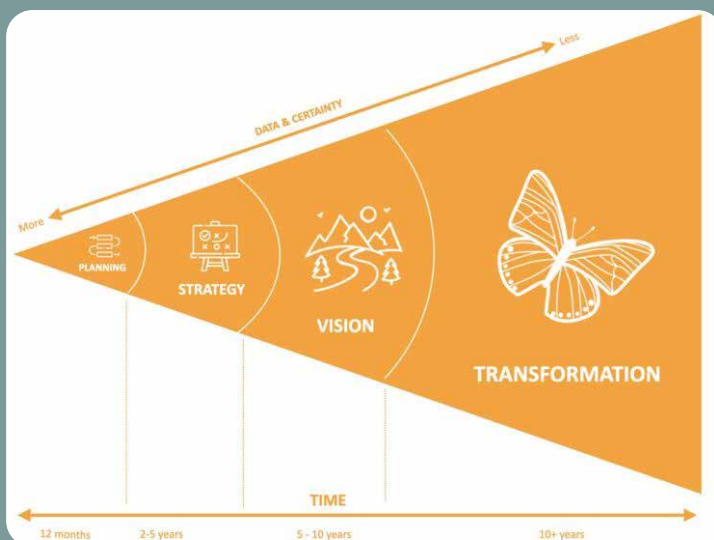 Less
DATA & CERTAINTY
More
PLANNING
STRATEGY
VISION
TRANSFORMATION
TIME
12 months
2-5 years
5 - 10 years
10+ years